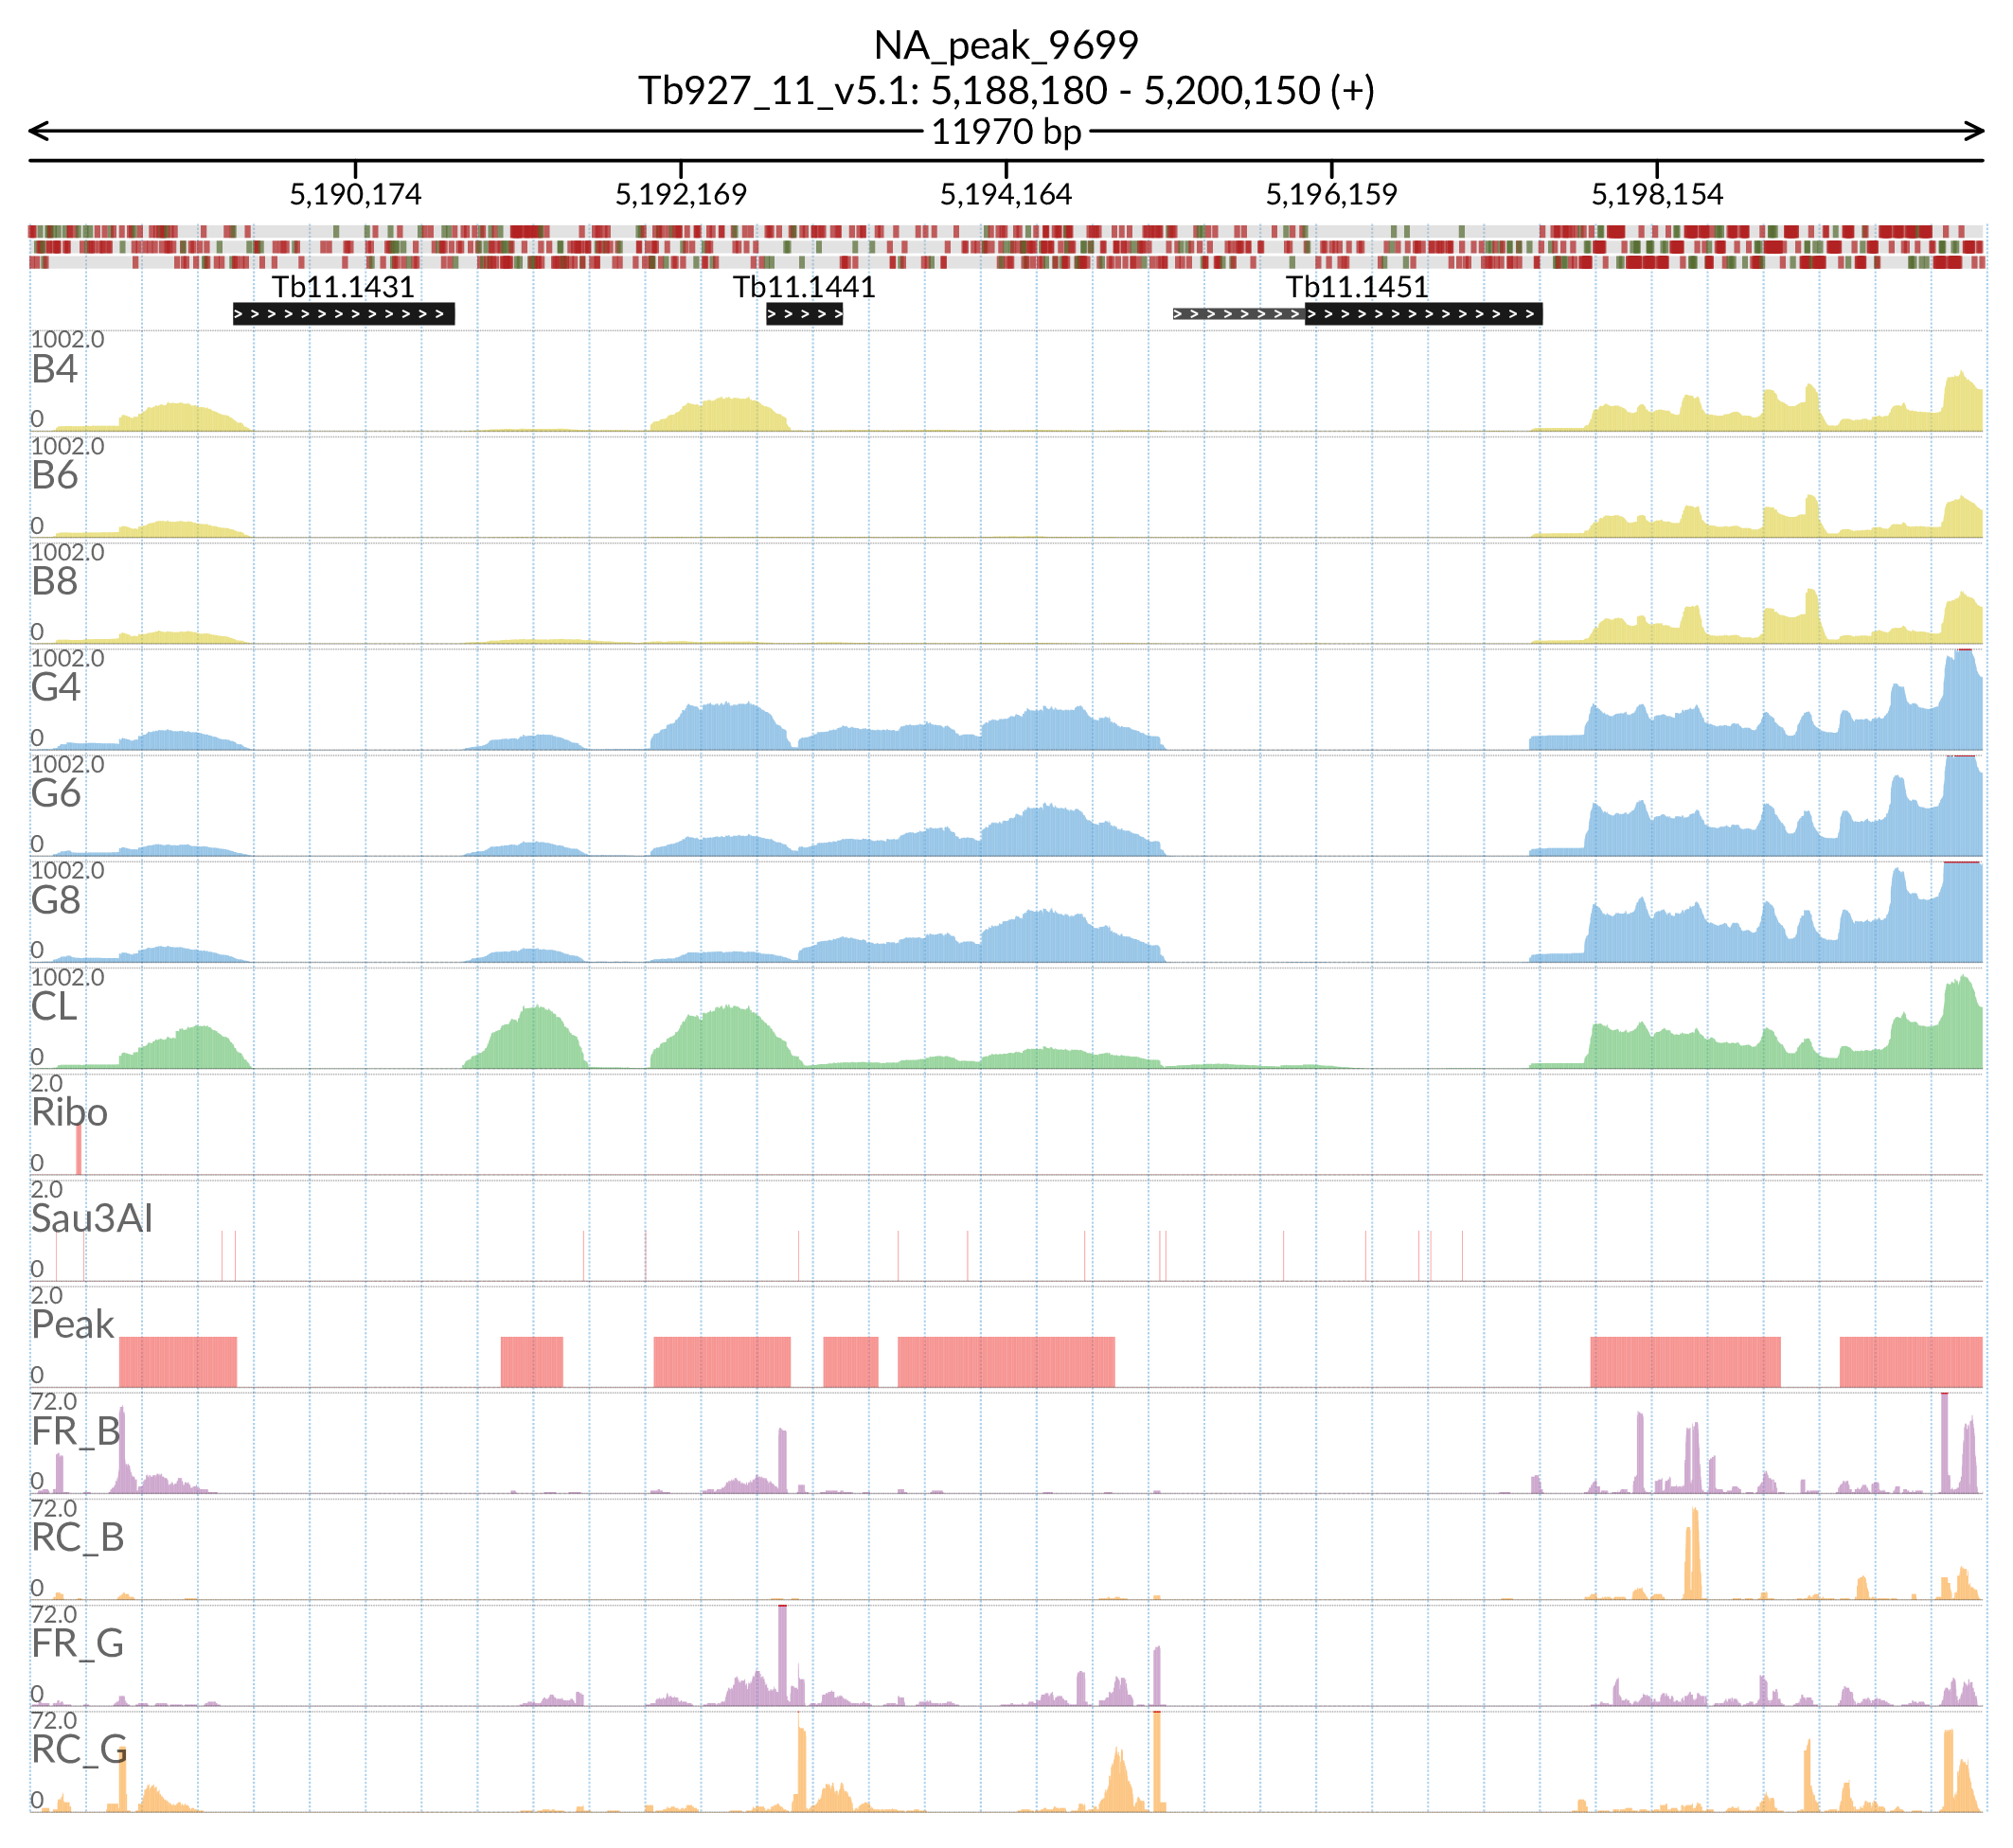 NA_peak_9699
Tb927_11_v5.1: 5,188,180 - 5,200,150 (+)
11970 bp
5,190,174 5,192,169 5,194,164 5,196,159 5,198,154
Tb11.1431 Tb11.1441 Tb11.1451
1002.0
B4
0
1002.0
B6
0
1002.0
B8
0
1002.0
G4
0
1002.0
G6
0
1002.0
G8
0
1002.0
CL
0
2.0
Ribo
0
2.0
Sau3AI
0
2.0
Peak
0
72.0
FR_B
0
72.0
RC_B
0
72.0
FR_G
0
72.0
RC_G
0